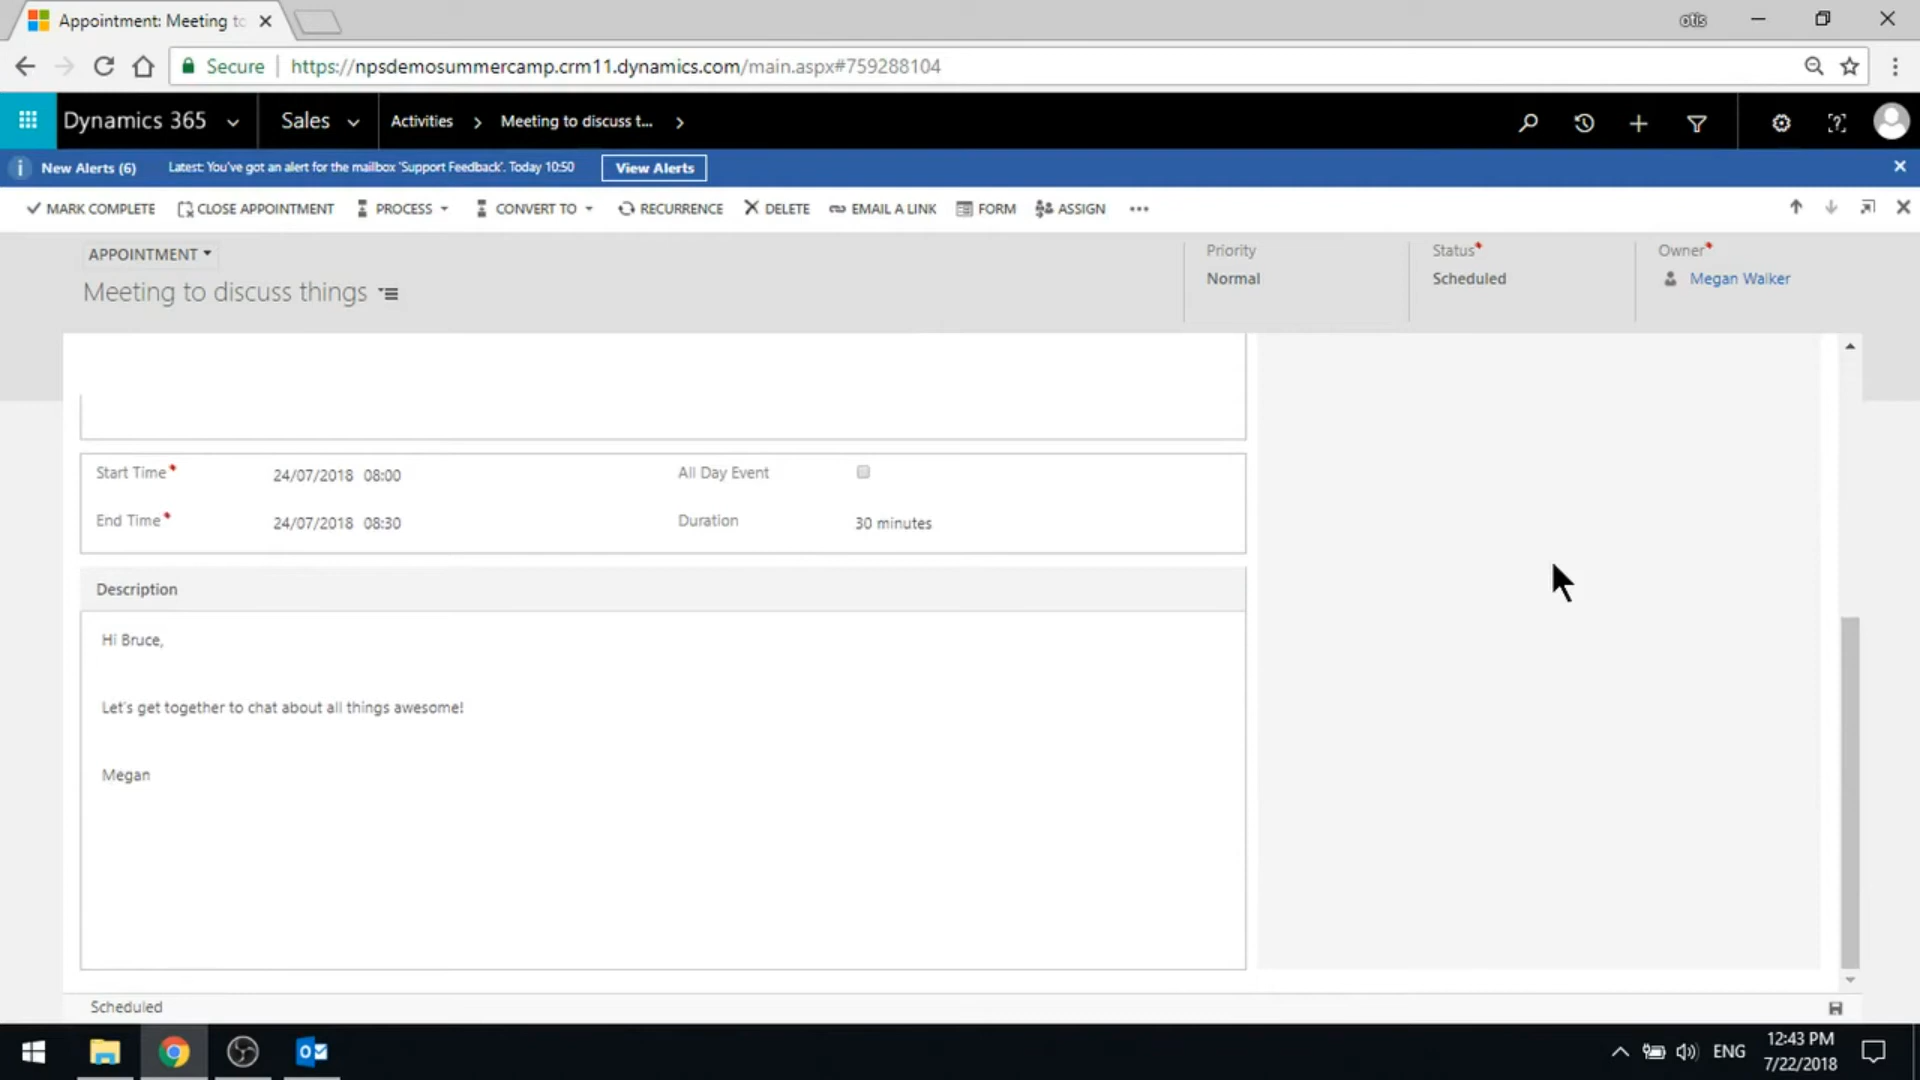 Appointment: Meeting to
otis
Secure
https://npsdemosummercamp.crm11.dynamics.com/main.aspx#759288104
Dynamics 365
Sales
Activities
Meeting to discuss t...
New Alerts (6)
Latest: You've got an alert for the mailbox 'Support Feedback'. Today 10:50
View Alerts
MARK COMPLETE
CLOSE APPOINTMENT
PROCESS
CONVERT TO
RECURRENCE
DELETE
EMAIL A LINK
FORM
ASSIGN
APPOINTMENT
Meeting to discuss things
Priority
Normal
Status*
Scheduled
Owner*
Megan Walker
Start Time*
24/07/2018 08:00
All Day Event
End Time*
24/07/2018 08:30
Duration
30 minutes
Description
Hi Bruce,
Let's get together to chat about all things awesome!
Megan
Scheduled
ENG
12:43 PM
7/22/2018